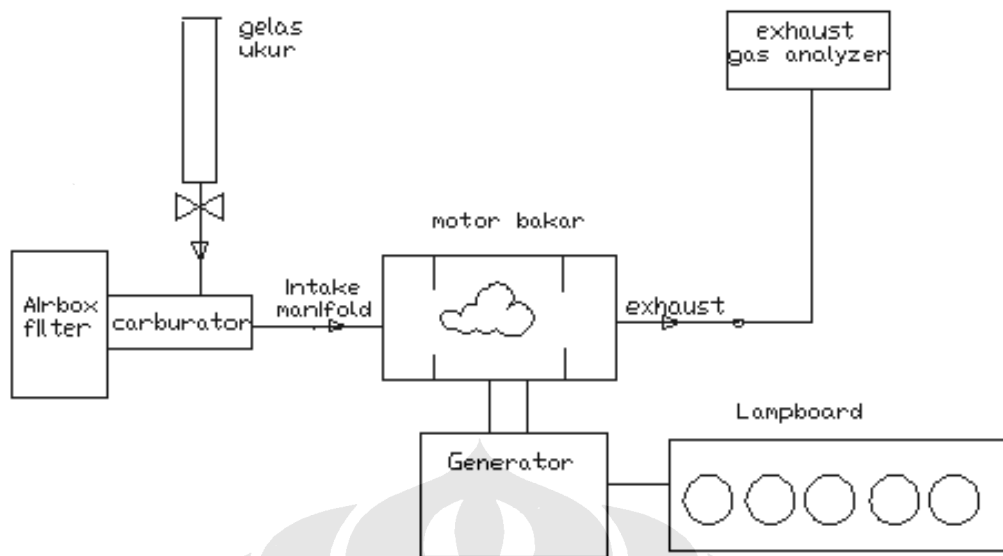 gelas
ukur
exhaust
gas analyzer
motor bakar
Airbox
filter
carburator
Intake
manifold
exhaust
Lampboard
Generator